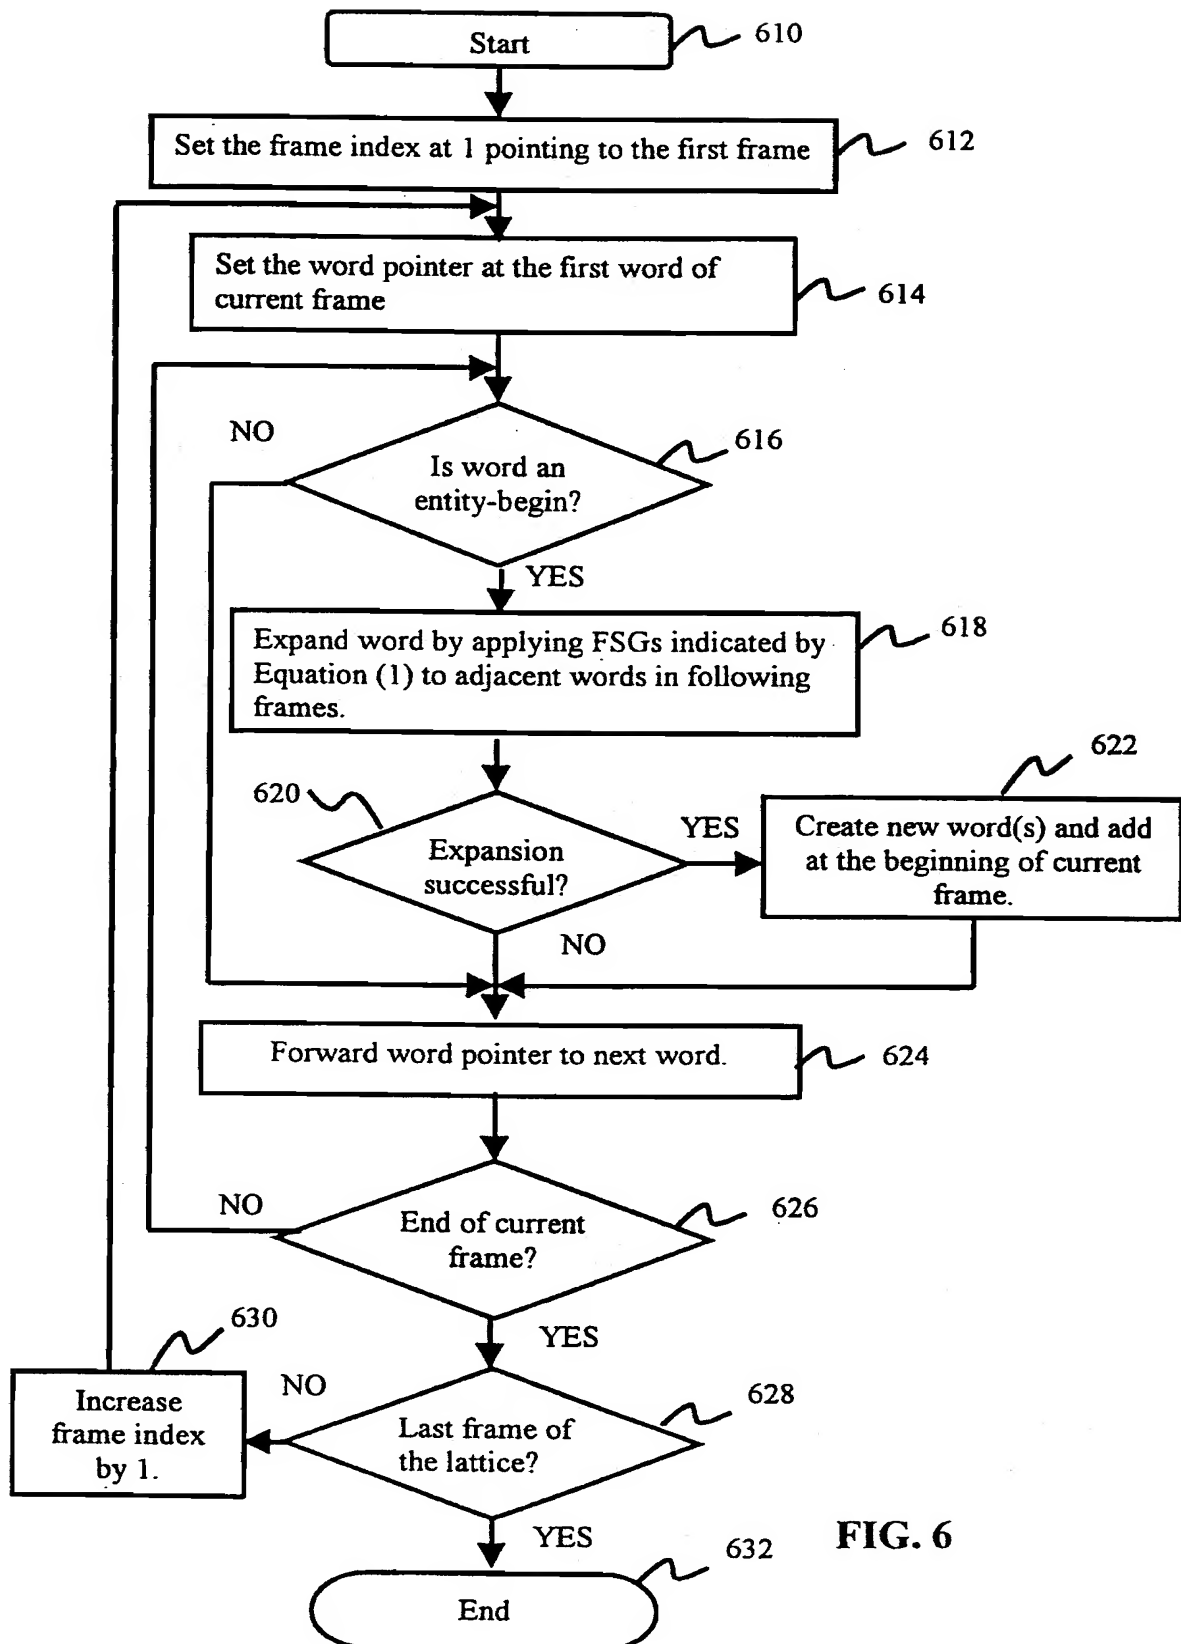 Start
610
Set the frame index at 1 pointing to the first frame
612
Set the word pointer at the first word of
current frame
614
NO
616
Is word an
entity-begin?
YES
Expand word by applying FSGs indicated by
Equation (1) to adjacent words in following
frames.
618
622
620
Expansion
successful?
YES
Create new word(s) and add
at the beginning of current
frame.
NO
Forward word pointer to next word.
624
NO
626
End of current
frame?
YES
630
Increase
frame index
by 1.
NO
628
Last frame of
the lattice?
YES
FIG. 6
632
End